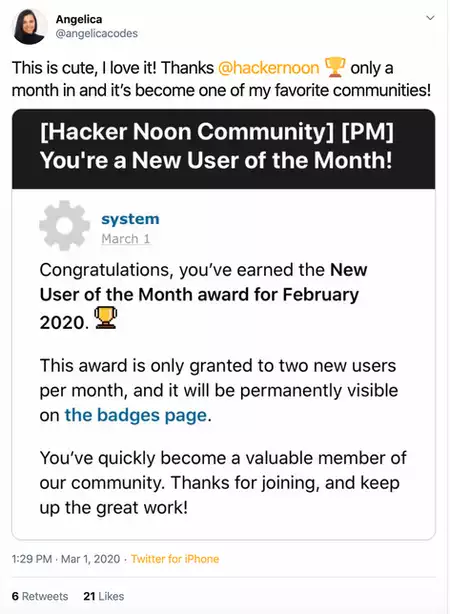 Angelica
@angelicacodes
This is cute, I love it! Thanks @hackernoon 🏆 only a
month in and it’s become one of my favorite communities!
[Hacker Noon Community] [PM]
You're a New User of the Month!
system
March 1
Congratulations, you’ve earned the New
User of the Month award for February
2020. 🏆
This award is only granted to two new users
per month, and it will be permanently visible
on the badges page.
You’ve quickly become a valuable member of
our community. Thanks for joining, and keep
up the great work!
1:29 PM · Mar 1, 2020 · Twitter for iPhone
6 Retweets 21 Likes